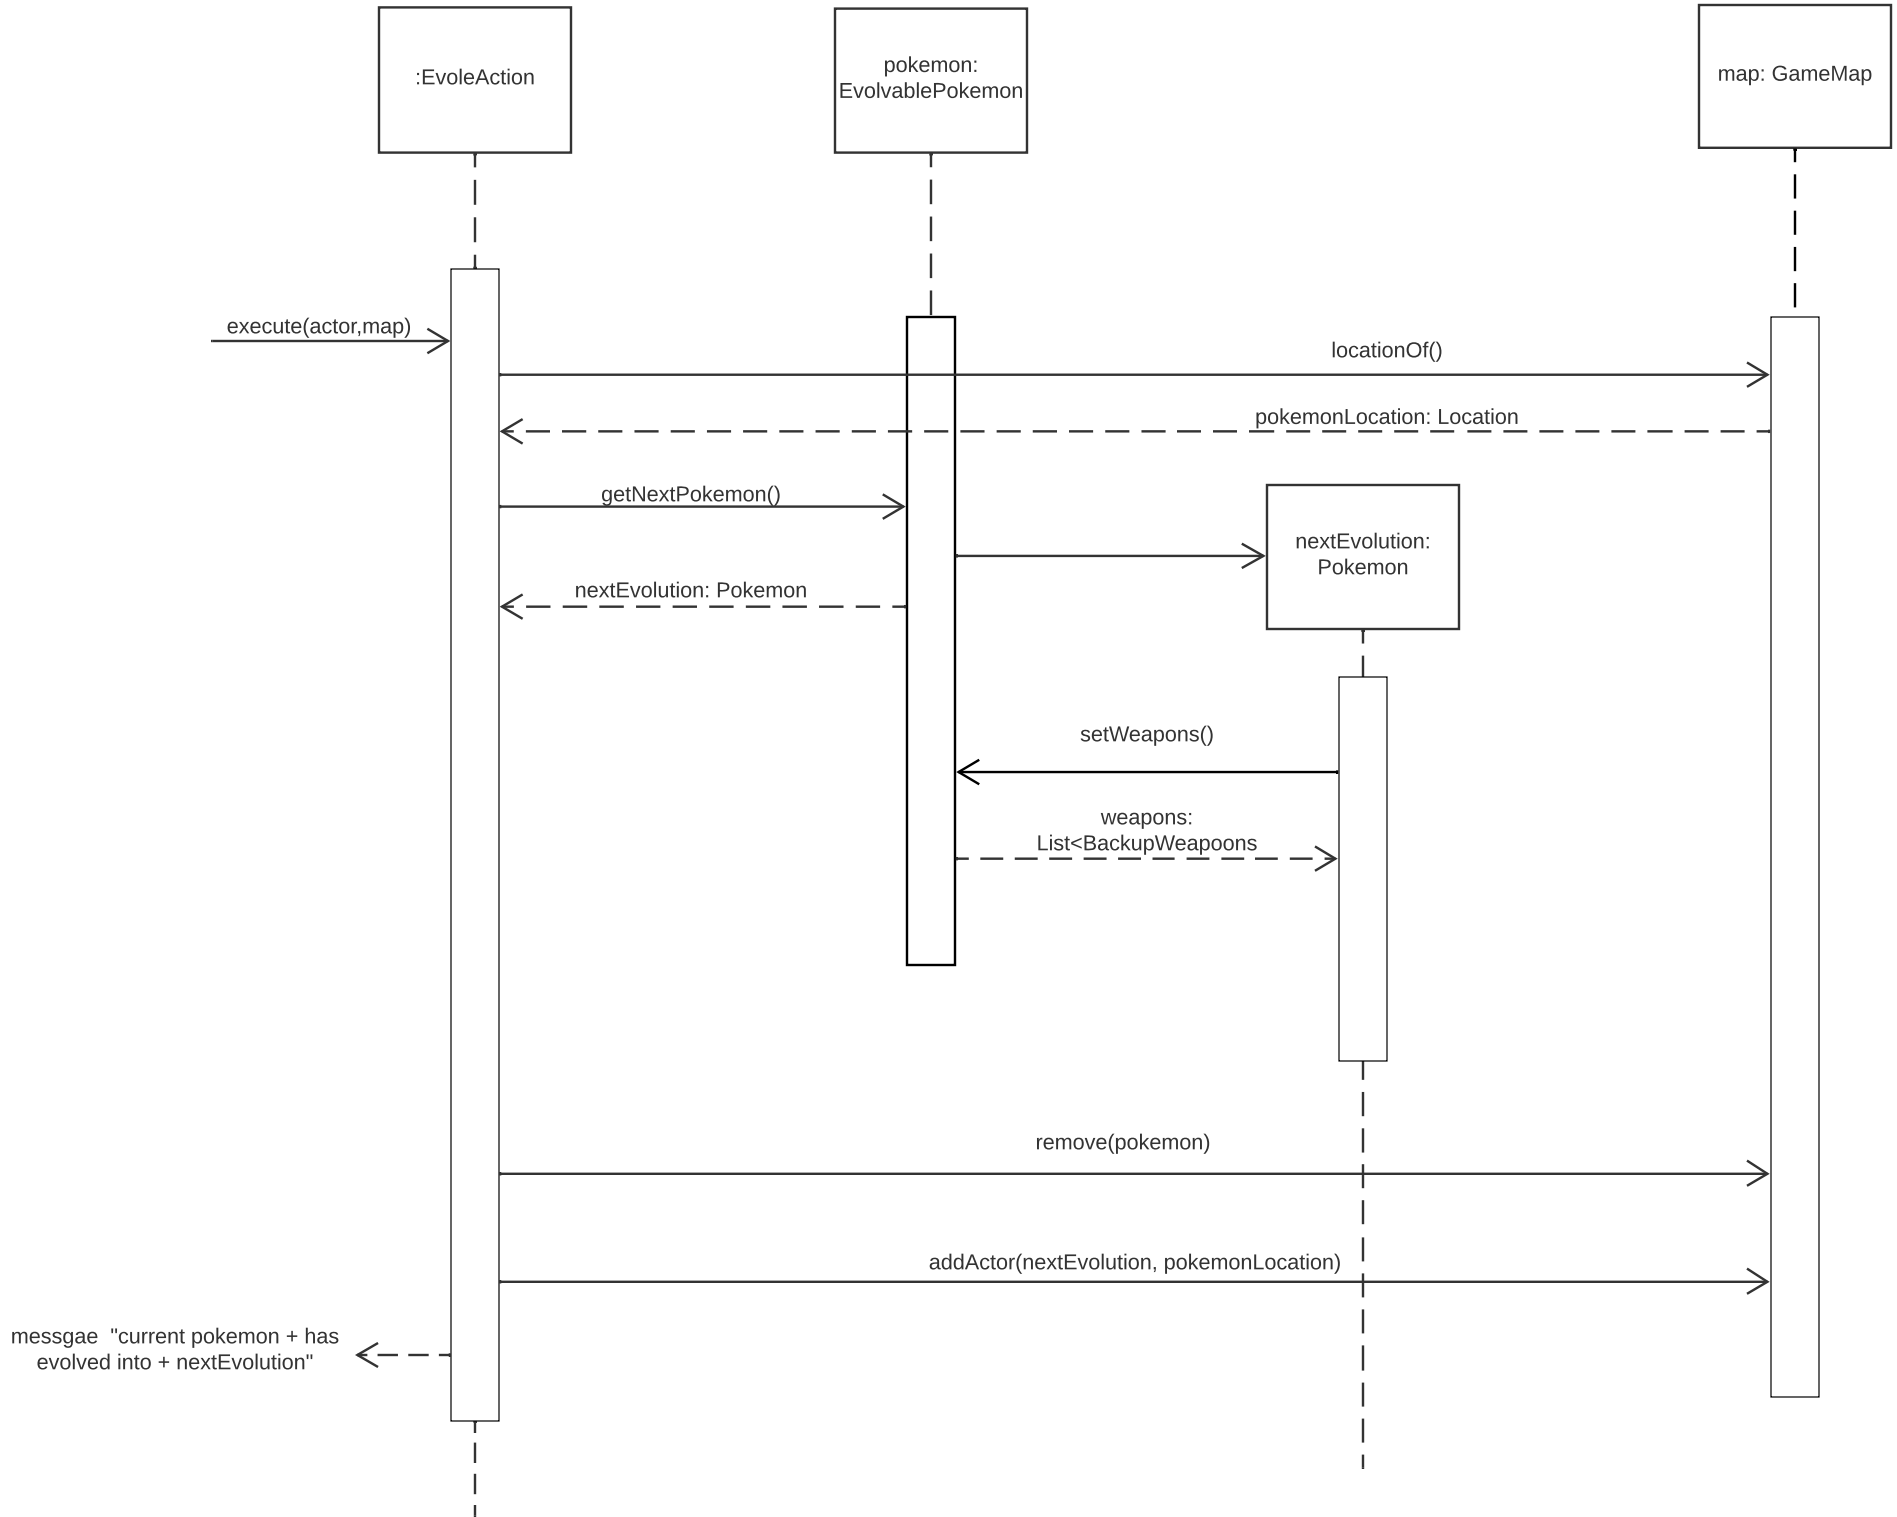 :EvoleAction
pokemon:
EvolvablePokemon
map: GameMap
execute(actor,map)
locationOf()
pokemonLocation: Location
getNextPokemon()
nextEvolution:
Pokemon
nextEvolution: Pokemon
setWeapons()
weapons:
List<BackupWeapoons
remove(pokemon)
addActor(nextEvolution, pokemonLocation)
messgae  "current pokemon + has
evolved into + nextEvolution"